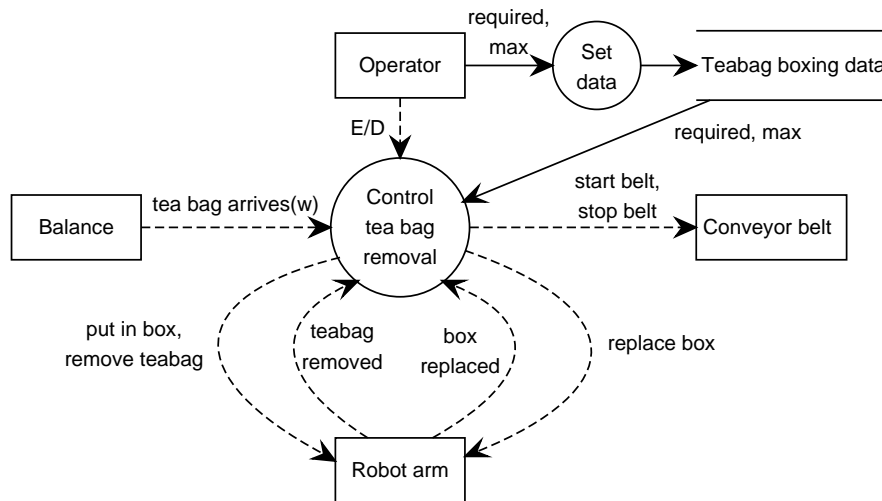 required,
max
Operator
Set
data
Teabag boxing data
E/D
required, max
Control
tea bag
removal
tea bag arrives(w)
Balance
start belt,
stop belt
Conveyor belt
put in box,
remove teabag
teabag
removed
box
replaced
replace box
Robot arm